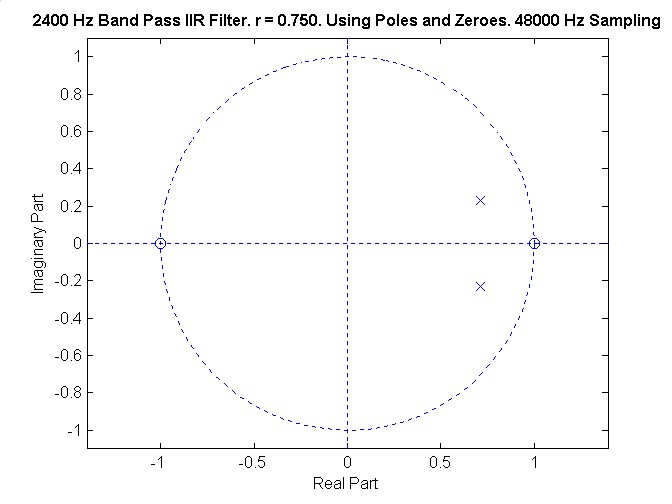 2400 Hz Band Pass IIR Filter. r = 0.750. Using Poles and Zeroes. 48000 Hz Sampling
1
0.8
0.6
0.4
0.2
0
-0.2
-0.4
-0.6
-0.8
-1
Imaginary Part
-1 -0.5 0 0.5 1
Real Part